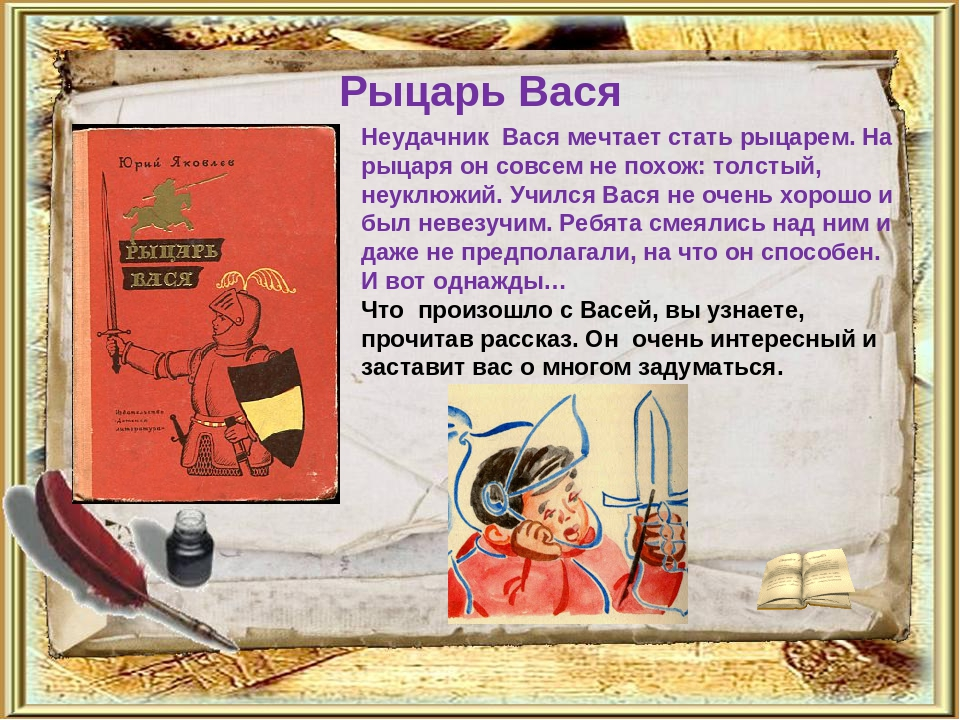 Рыцарь Вася
Юрий Яковлев
РЫЦАРЬ
ВАСЯ
Издательство
«Детская
литература»
Неудачник Вася мечтает стать рыцарем. На
рыцаря он совсем не похож: толстый,
неуклюжий. Учился Вася не очень хорошо и
был невезучим. Ребята смеялись над ним и
даже не предполагали, на что он способен.
И вот однажды…
Что произошло с Васей, вы узнаете,
прочитав рассказ. Он очень интересный и
заставит вас о многом задуматься.